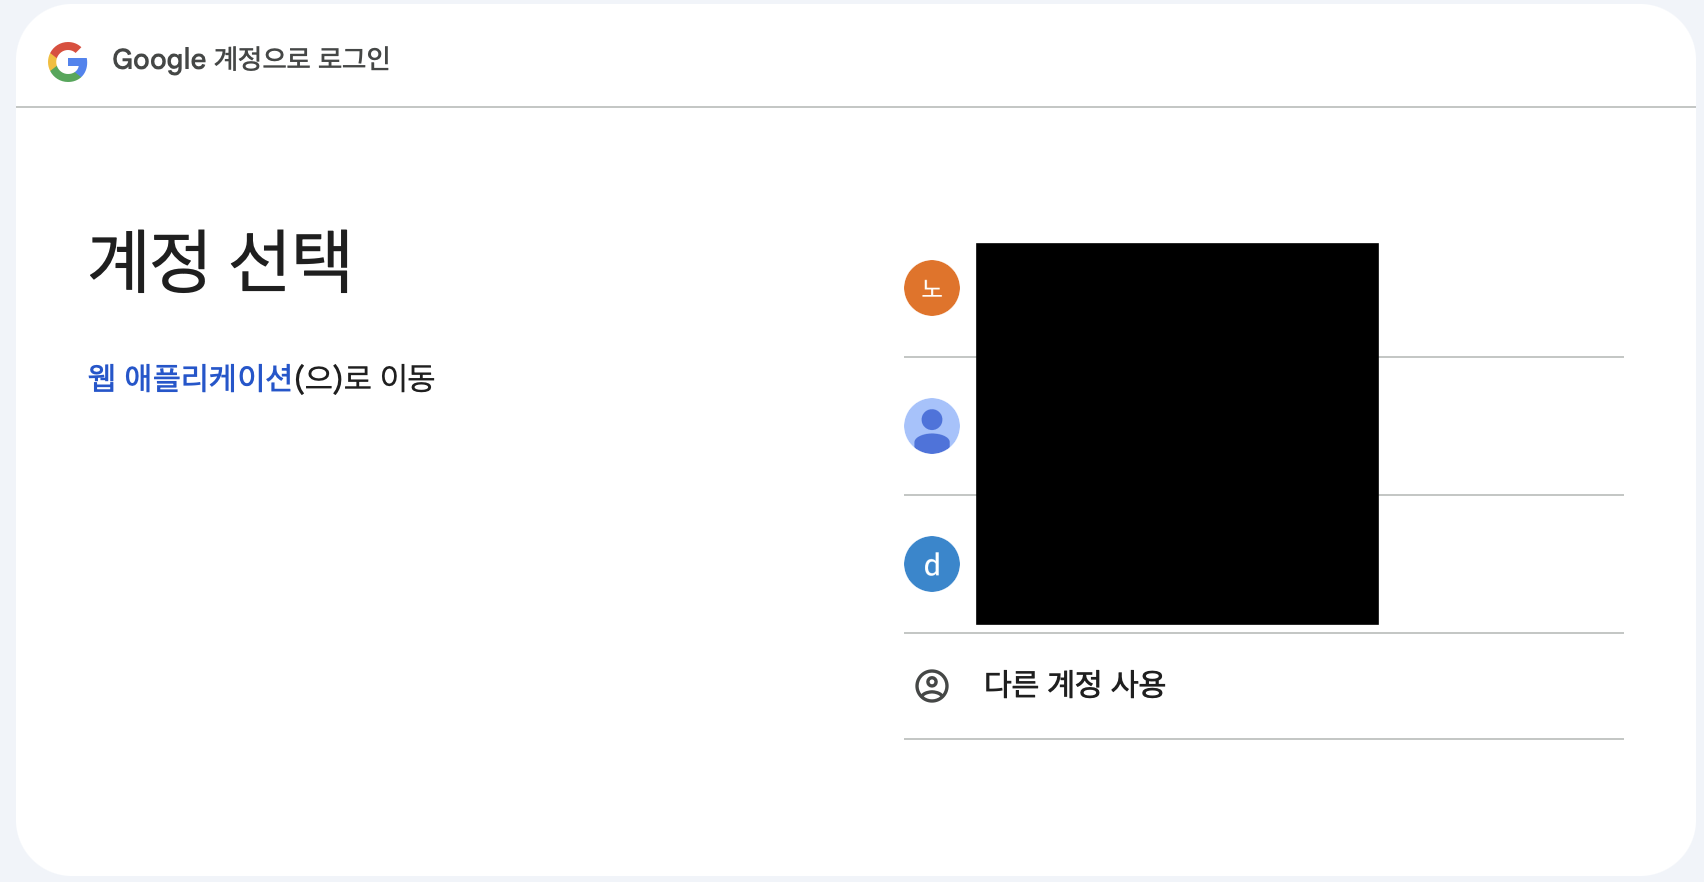 Google 계정으로 로그인
계정 선택
웹 애플리케이션(으)로 이동
노
d
다른 계정 사용